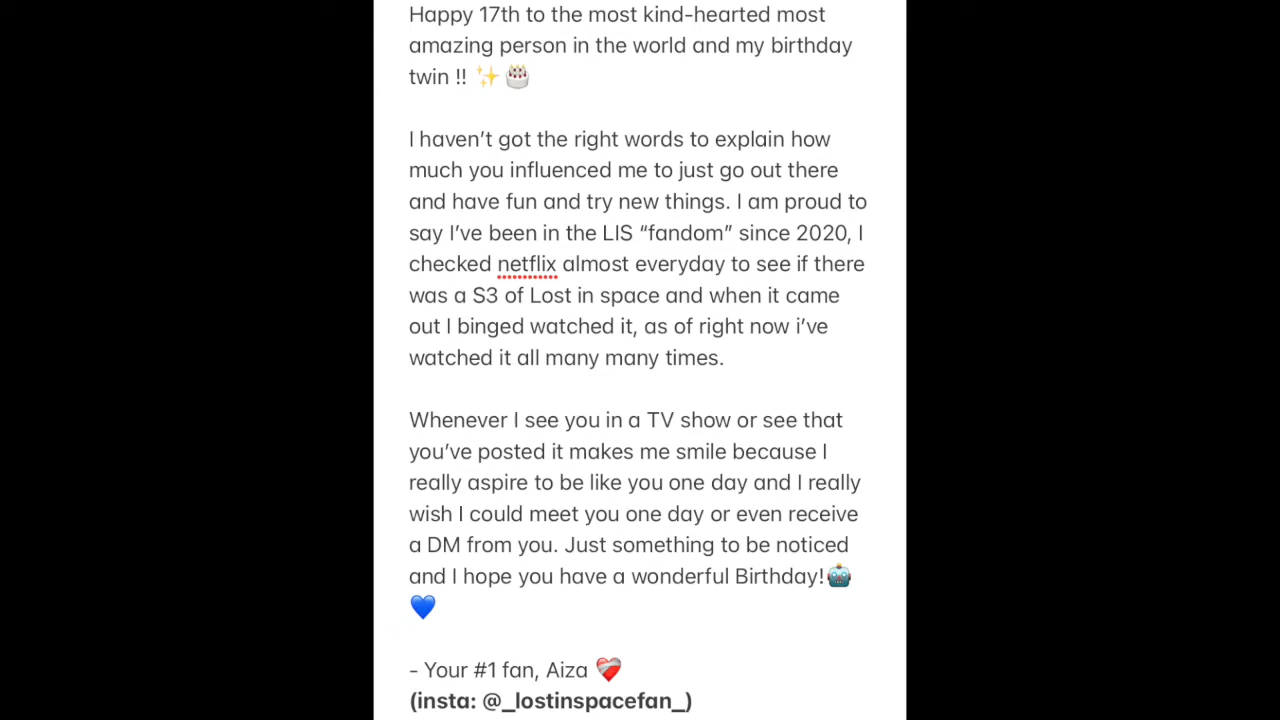 Happy 17th to the most kind-hearted most
amazing person in the world and my birthday
twin !! ✨🎂
I haven’t got the right words to explain how
much you influenced me to just go out there
and have fun and try new things. I am proud to
say I’ve been in the LIS “fandom” since 2020, I
checked netflix almost everyday to see if there
was a S3 of Lost in space and when it came
out I binged watched it, as of right now i’ve
watched it all many many times.
Whenever I see you in a TV show or see that
you’ve posted it makes me smile because I
really aspire to be like you one day and I really
wish I could meet you one day or even receive
a DM from you. Just something to be noticed
and I hope you have a wonderful Birthday!🤖
💙
- Your #1 fan, Aiza ❤️‍🩹
(insta: @_lostinspacefan_)